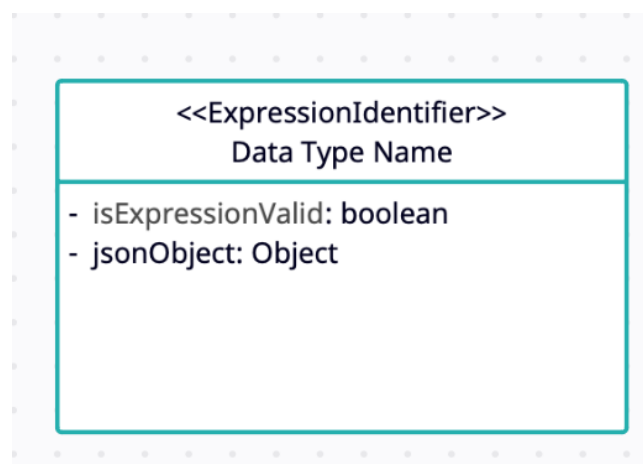 <<ExpressionIdentifier>>
Data Type Name
- isExpressionValid: boolean
- jsonObject: Object